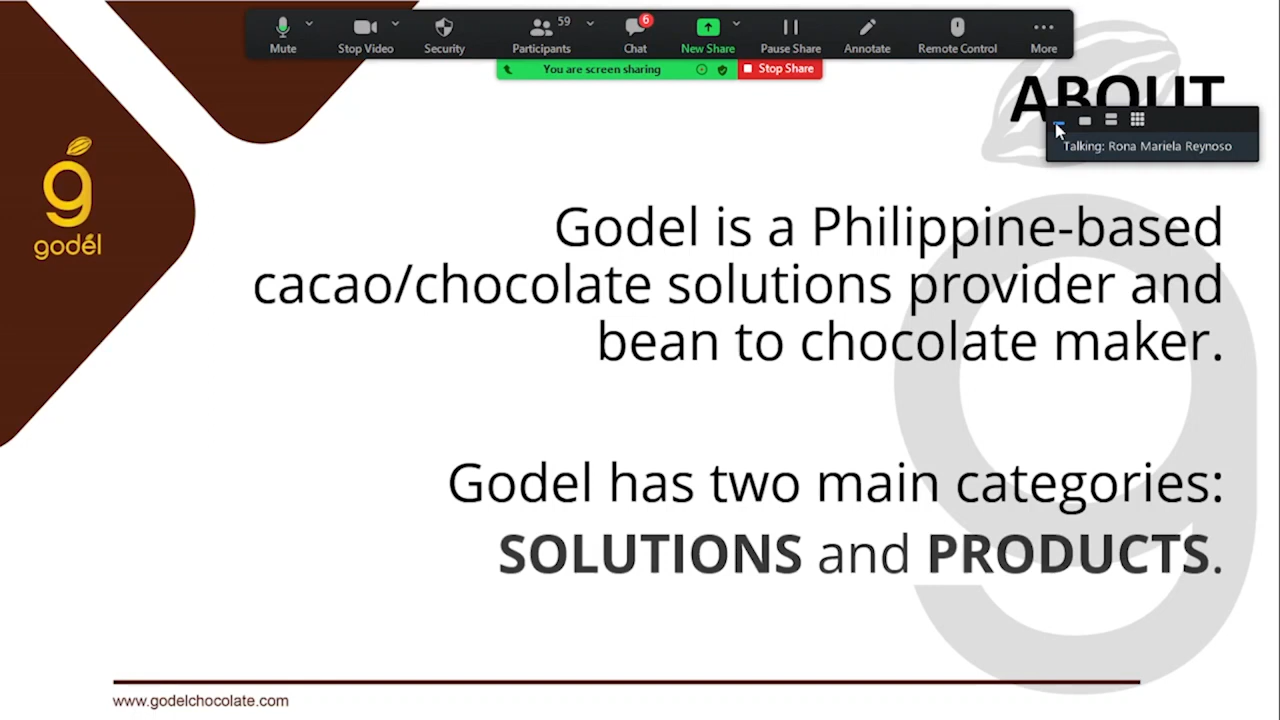 59
6
Mute
Stop Video
Security
Participants
Chat
New Share
Pause Share
Annotate
Remote Control
More
You are screen sharing
Stop Share
ABOUT
Talking: Rona Mariela Reynoso
g
godél
Godel is a Philippine-based
cacao/chocolate solutions provider and
bean to chocolate maker.
Godel has two main categories:
SOLUTIONS and PRODUCTS.
www.godelchocolate.com